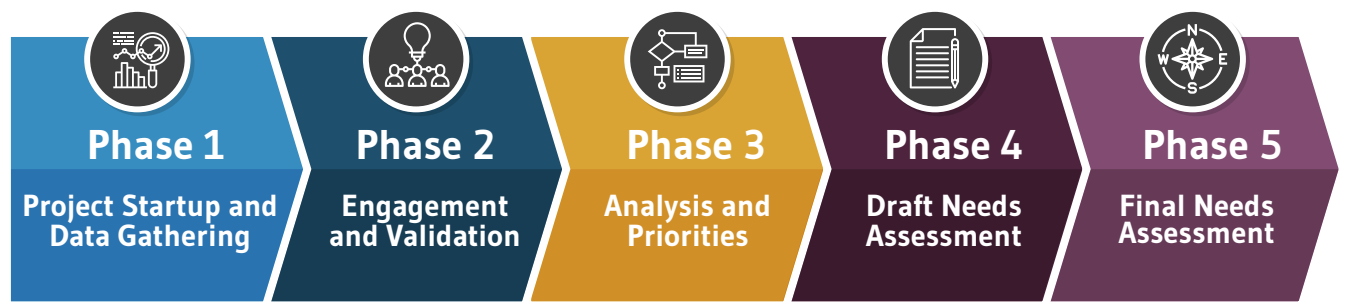 Phase 1
Project Startup and
Data Gathering
Phase 2
Engagement
and Validation
Phase 3
Analysis and
Priorities
Phase 4
Draft Needs
Assessment
N
W E
S
Phase 5
Final Needs
Assessment